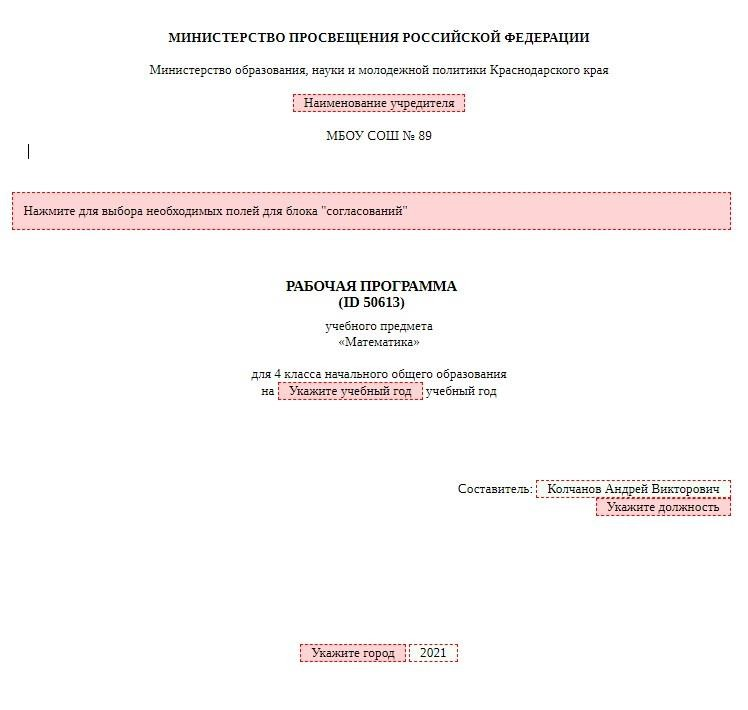 МИНИСТЕРСТВО ПРОСВЕЩЕНИЯ РОССИЙСКОЙ ФЕДЕРАЦИИ
Министерство образования, науки и молодежной политики Краснодарского края
Наименование учредителя
МБОУ СОШ № 89
Нажмите для выбора необходимых полей для блока "согласований"
РАБОЧАЯ ПРОГРАММА
(ID 50613)
учебного предмета
«Математика»
для 4 класса начального общего образования
на Укажите учебный год учебный год
Составитель: Колчанов Андрей Викторович
Укажите должность
Укажите город 2021